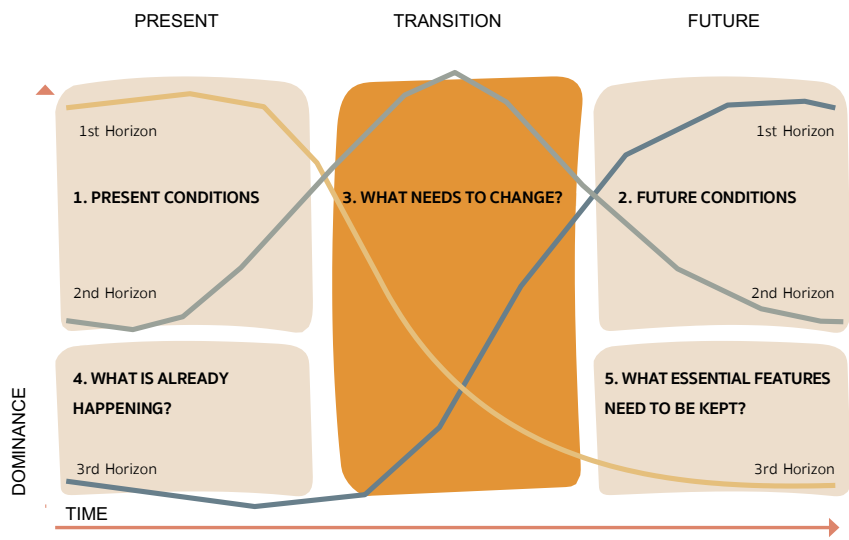 PRESENT
TRANSITION
FUTURE
1st Horizon
1st Horizon
1. PRESENT CONDITIONS
3. WHAT NEEDS TO CHANGE?
2. FUTURE CONDITIONS
2nd Horizon
2nd Horizon
4. WHAT IS ALREADY
HAPPENING?
5. WHAT ESSENTIAL FEATURES
NEED TO BE KEPT?
3rd Horizon
3rd Horizon
DOMINANCE
TIME